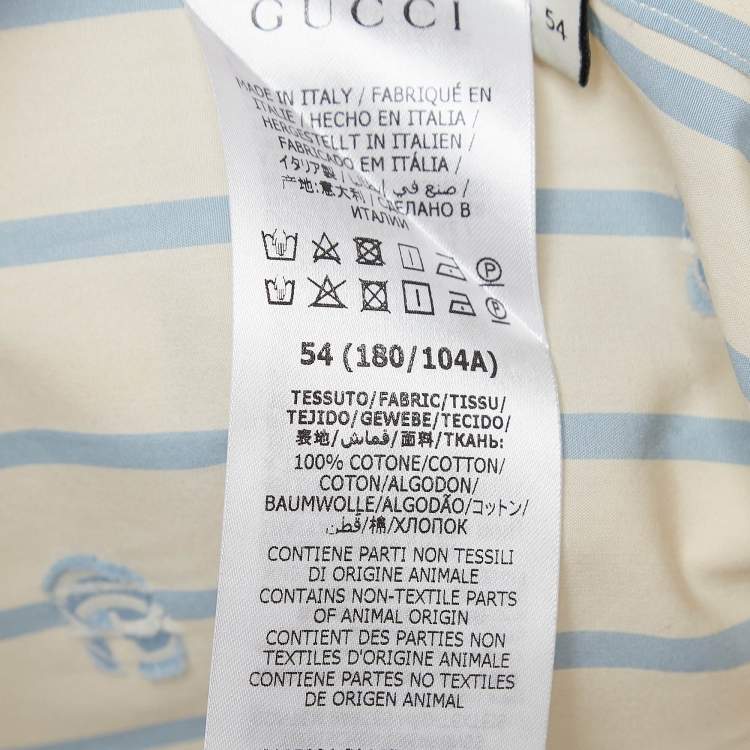 GUCCI
54
MADE IN ITALY / FABRIQUÉ EN
ITALIE / HECHO EN ITALIA /
HERGESTELLT IN ITALIEN /
FABRICADO EM ITÁLIA /
イタリア製 / صنع في /
产地:意大利 / СДЕЛАНО В
ИТАЛИИ
P
P
54 (180/104A)
TESSUTO/FABRIC/TISSU/
TEJIDO/GEWEBE/TECIDO/
表地/قماش/面料/ТКАНЬ:
100% COTONE/COTTON/
COTON/ALGODON/
BAUMWOLLE/ALGODÃO/コットン/
قطن/棉/ХЛОПОК
CONTIENE PARTI NON TESSILI
DI ORIGINE ANIMALE
CONTAINS NON-TEXTILE PARTS
OF ANIMAL ORIGIN
CONTIENT DES PARTIES NON
TEXTILES D'ORIGINE ANIMALE
CONTIENE PARTES NO TEXTILES
DE ORIGEN ANIMAL